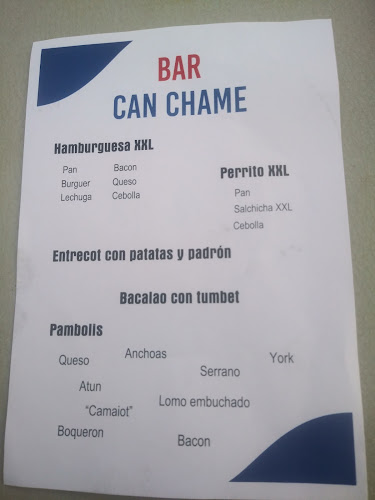 BAR
CAN CHAME
Hamburguesa XXL
Pan Bacon
Burguer Queso
Lechuga Cebolla
Perrito XXL
Pan
Salchicha XXL
Cebolla
Entrecot con patatas y padrón
Bacalao con tumbet
Pambolis
Queso Anchoas Serrano York
Atun
"Camaiot" Lomo embuchado
Boqueron Bacon